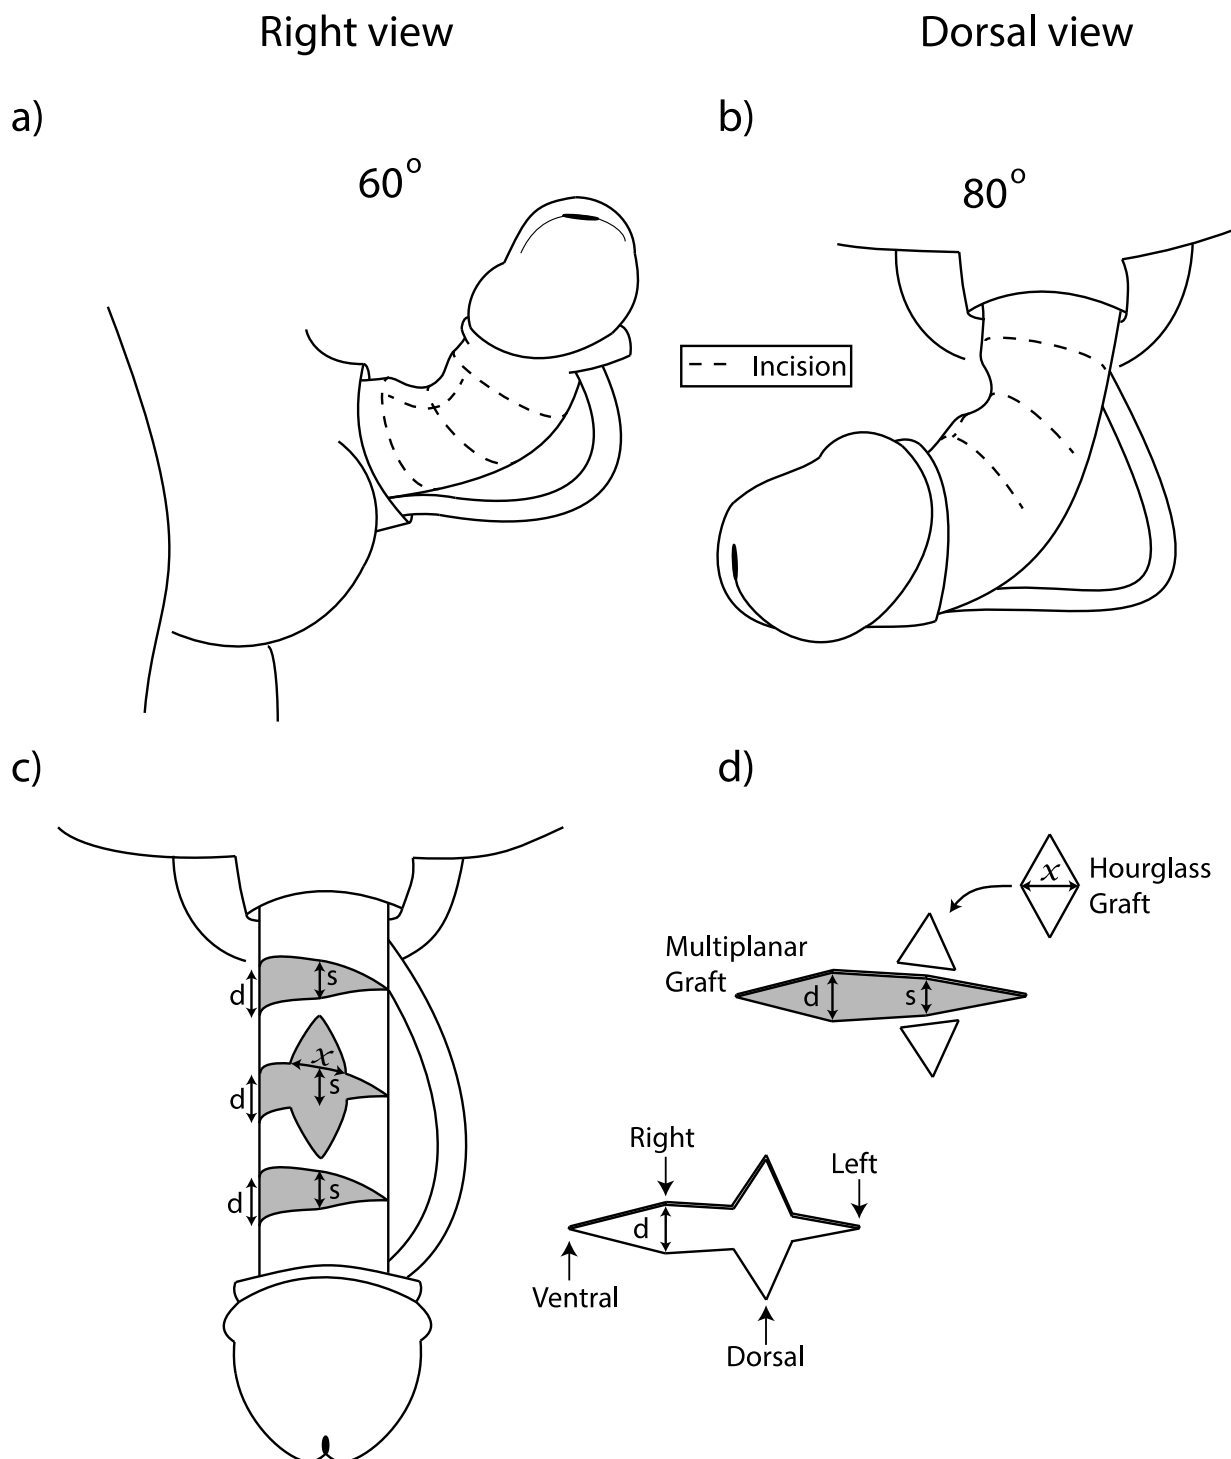 Right view
Dorsal view
a)
b)
60°
80°
Incision
c)
d)
d
s
x
d
s
d
s
x
Hourglass
Graft
Multiplanar
Graft
d
s
Right
Left
d
Ventral
Dorsal